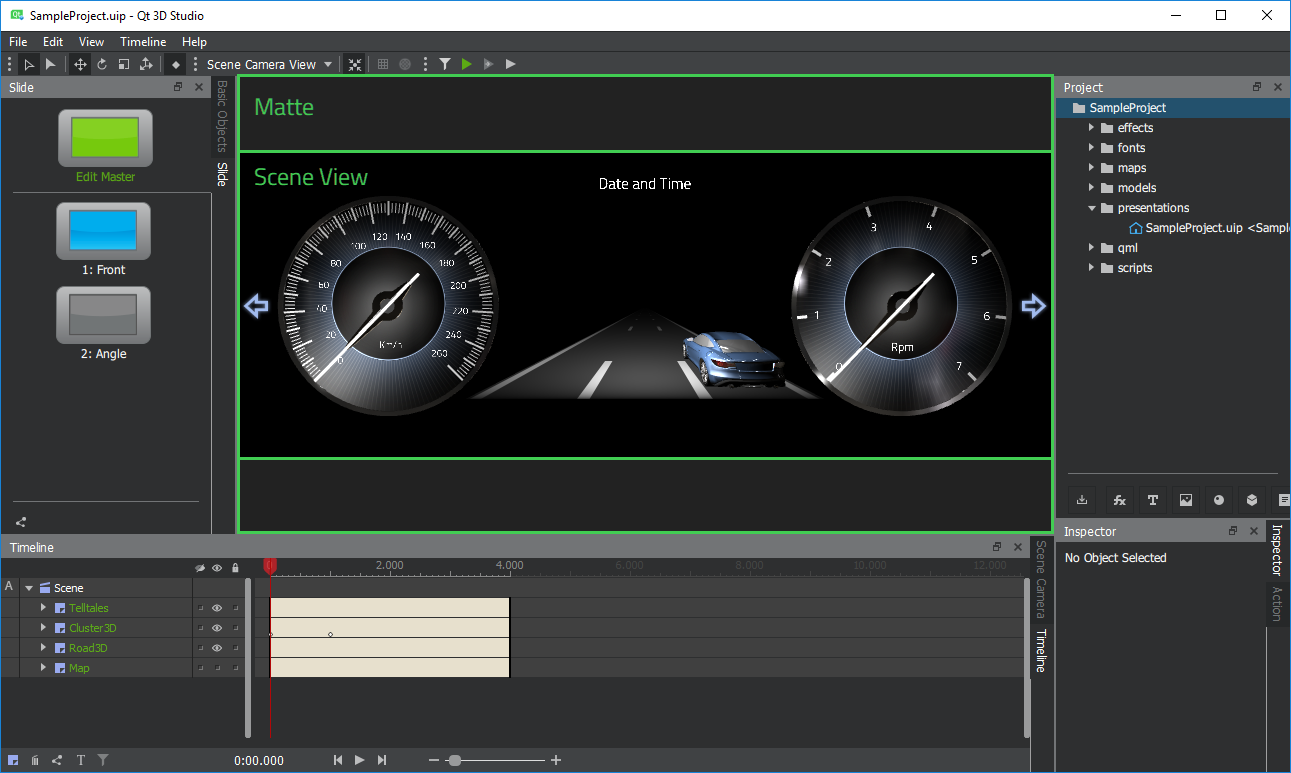 SampleProject.uip - Qt 3D Studio
File Edit View Timeline Help
Scene Camera View
Slide
Edit Master
1: Front
2: Angle
Basic Objects
Slide
Matte
Scene View
Date and Time
0 20 40 60 80 100 120 140 160 180 200 220 240 260
Km/h
0 1 2 3 4 5 6 7
Rpm
Project
SampleProject
effects
fonts
maps
models
presentations
SampleProject.uip <Sampl
qml
scripts
fx T
Inspector
No Object Selected
Inspector
Action
Timeline
0 2.000 4.000 6.000 8.000 10.000 12.000
A Scene
Telltales
Cluster3D
Road3D
Map
Scene Camera
Timeline
T 0:00.000